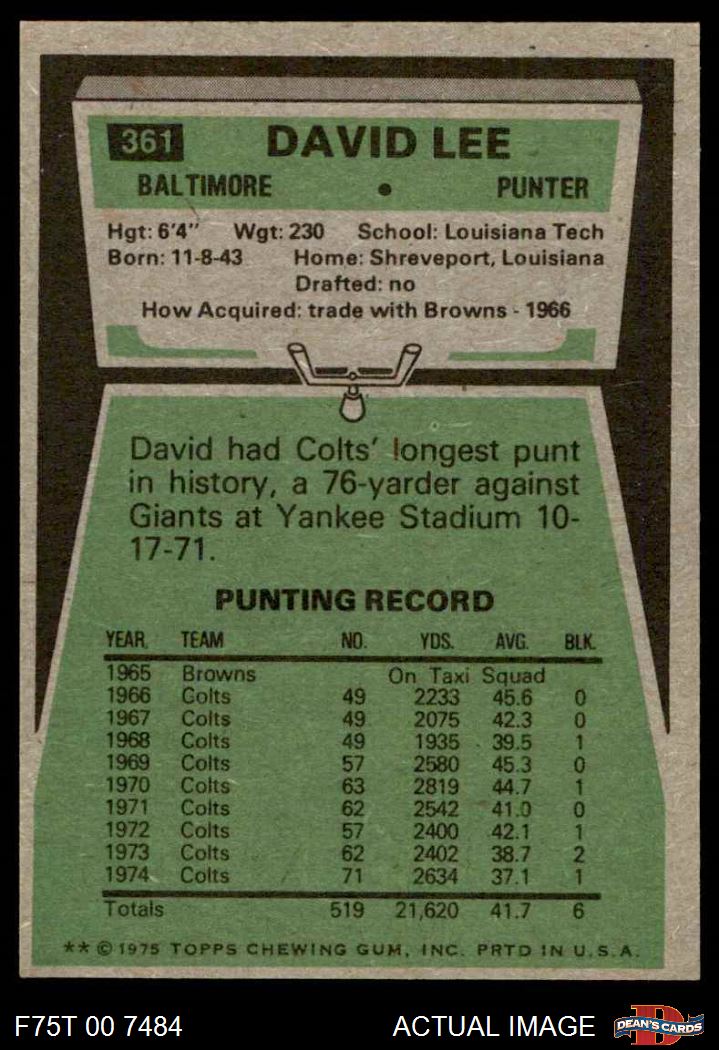 361 DAVID LEE
BALTIMORE • PUNTER
Hgt: 6'4" Wgt: 230 School: Louisiana Tech
Born: 11-8-43 Home: Shreveport, Louisiana
Drafted: no
How Acquired: trade with Browns - 1966
David had Colts' longest punt
in history, a 76-yarder against
Giants at Yankee Stadium 10-
17-71.
PUNTING RECORD
YEAR. TEAM NO. YDS. AVG. BLK.
1965 Browns On Taxi Squad
1966 Colts 49 2233 45.6 0
1967 Colts 49 2075 42.3 0
1968 Colts 49 1935 39.5 1
1969 Colts 57 2580 45.3 0
1970 Colts 63 2819 44.7 1
1971 Colts 62 2542 41.0 0
1972 Colts 57 2400 42.1 1
1973 Colts 62 2402 38.7 2
1974 Colts 71 2634 37.1 1
Totals 519 21,620 41.7 6
** © 1975 TOPPS CHEWING GUM, INC. PRTD IN U.S.A.
F75T 00 7484 ACTUAL IMAGE D DEAN'S CARDS